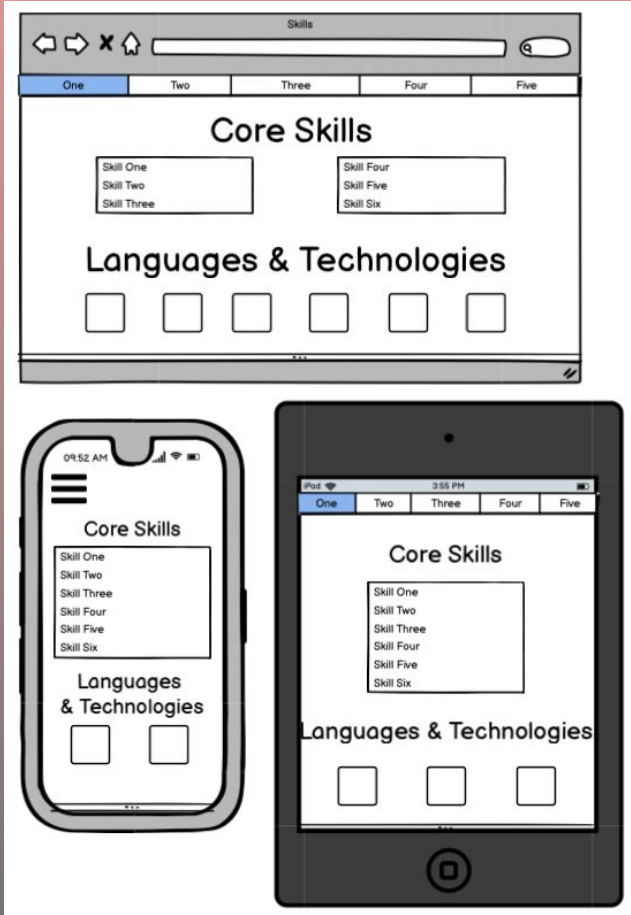 Skills
One Two Three Four Five
Core Skills
Skill One
Skill Two
Skill Three
Skill Four
Skill Five
Skill Six
Languages & Technologies
09:52 AM
Core Skills
Skill One
Skill Two
Skill Three
Skill Four
Skill Five
Skill Six
Languages
& Technologies
iPad 3:55 PM
One Two Three Four Five
Core Skills
Skill One
Skill Two
Skill Three
Skill Four
Skill Five
Skill Six
Languages & Technologies